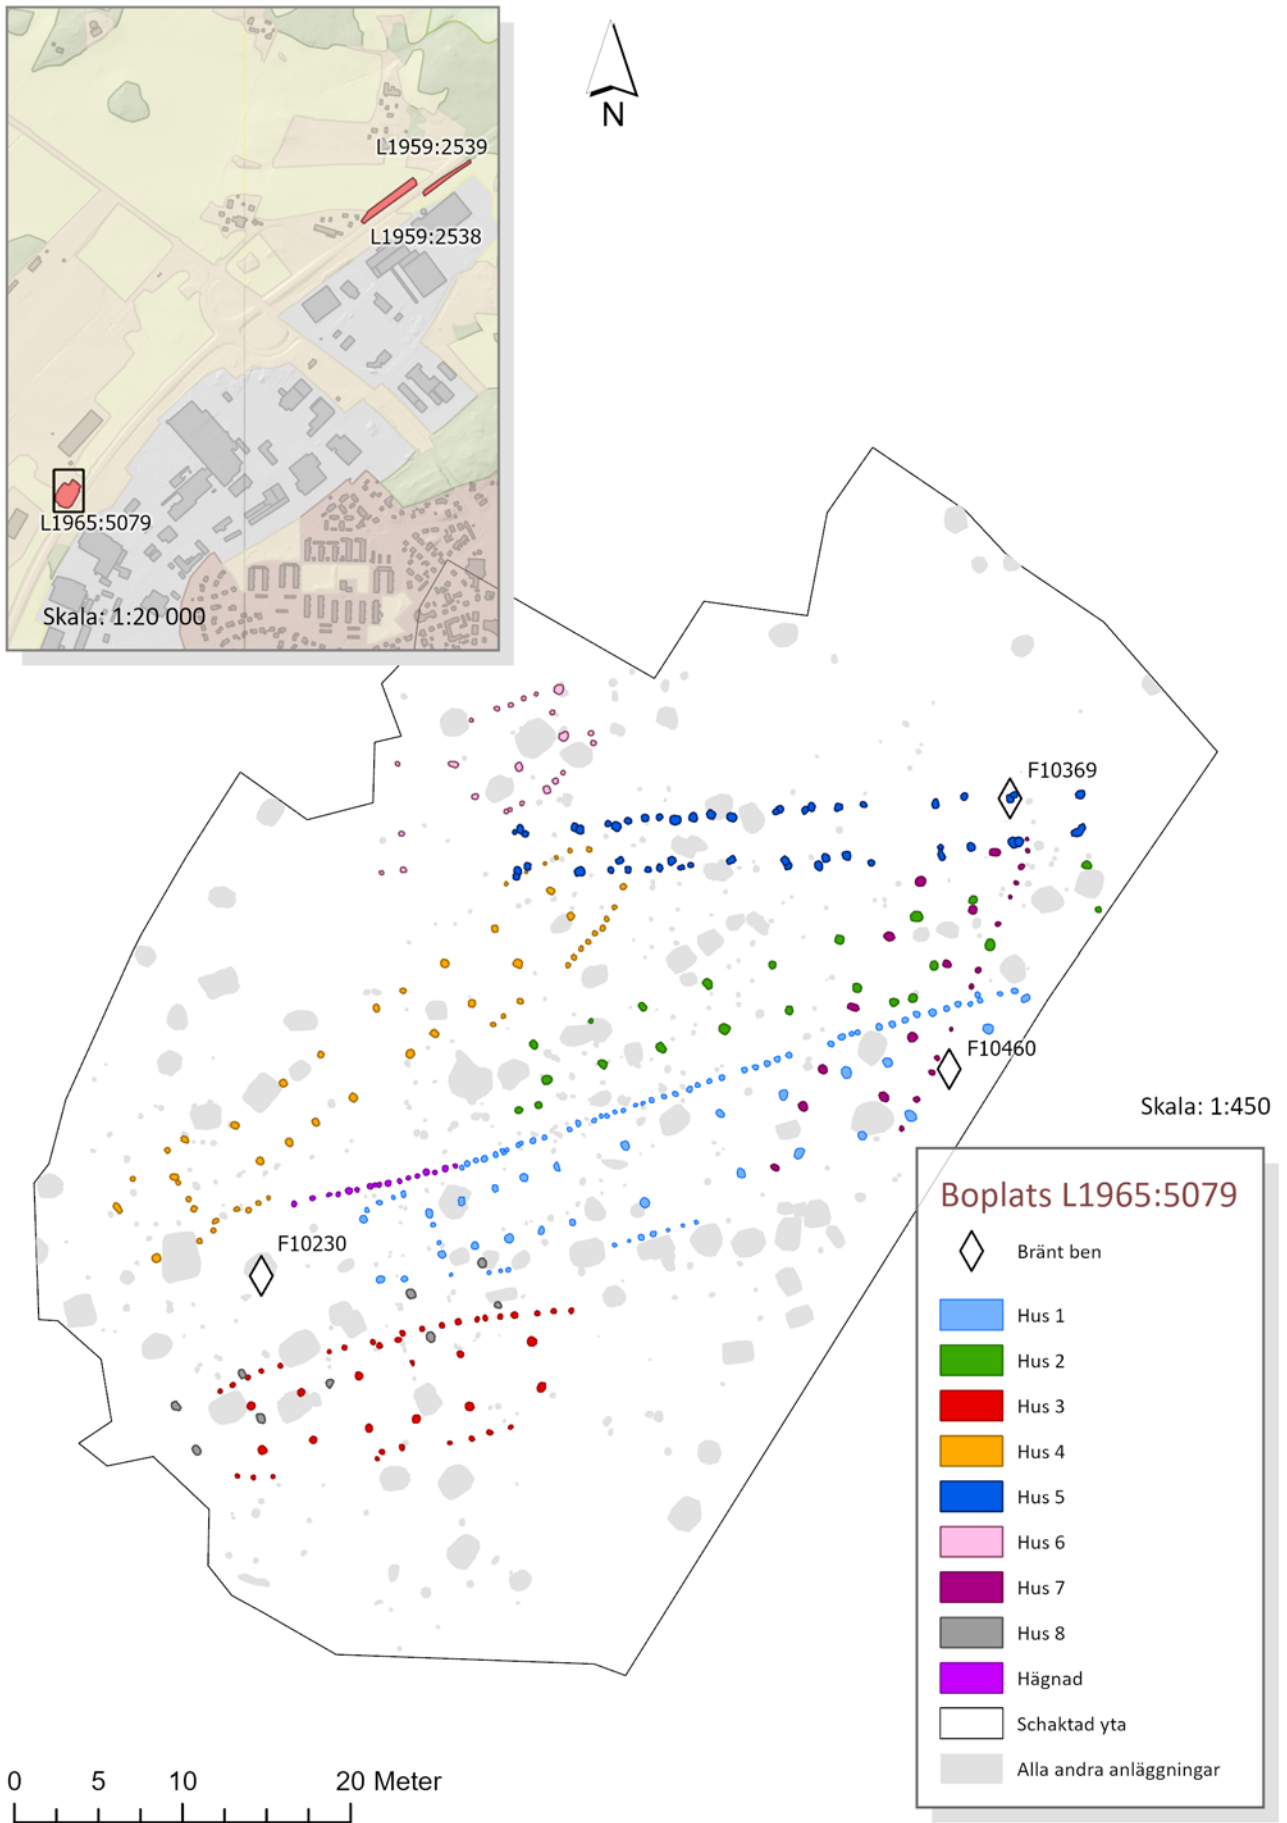 L1959:2539
L1959:2538
L1965:5079
Skala: 1:20 000
N
F10369
F10460
F10230
Skala: 1:450
Boplats L1965:5079
Bränt ben
Hus 1
Hus 2
Hus 3
Hus 4
Hus 5
Hus 6
Hus 7
Hus 8
Hägnad
Schaktad yta
Alla andra anläggningar
0 5 10 20 Meter